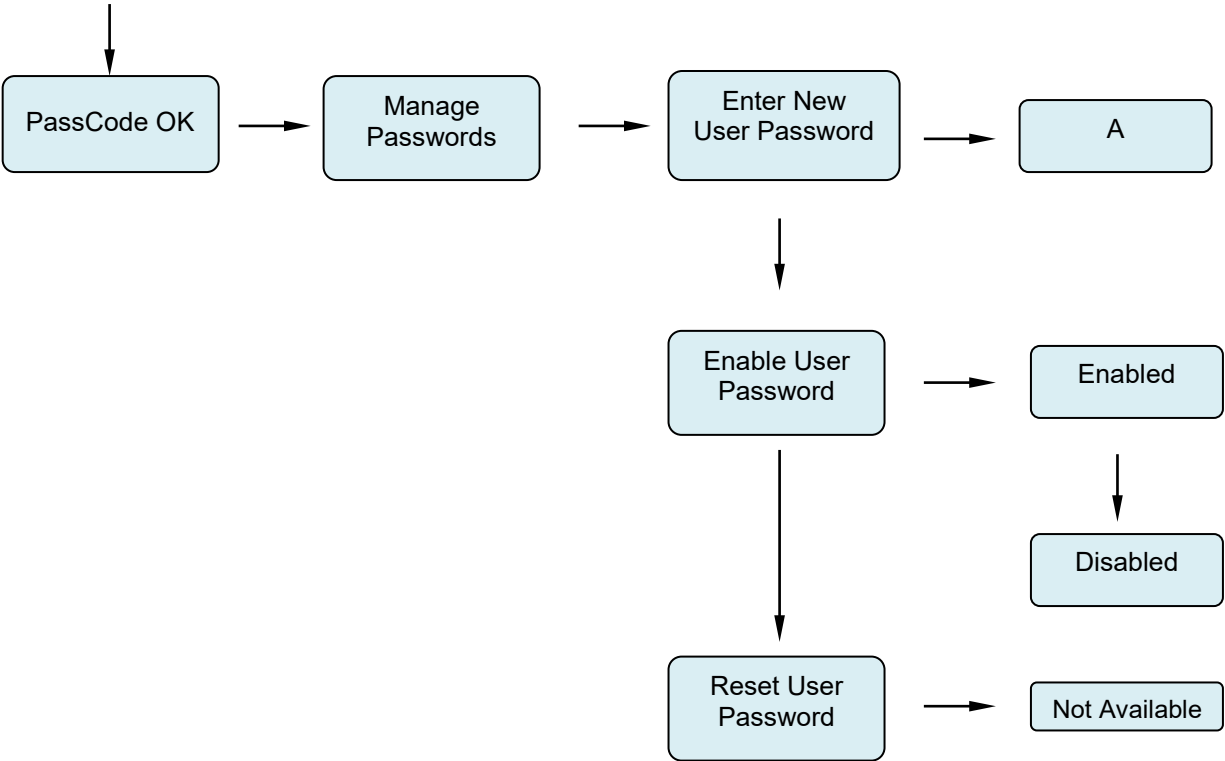 PassCode OK
Manage
Passwords
Enter New
User Password
A
Enable User
Password
Enabled
Disabled
Reset User
Password
Not Available